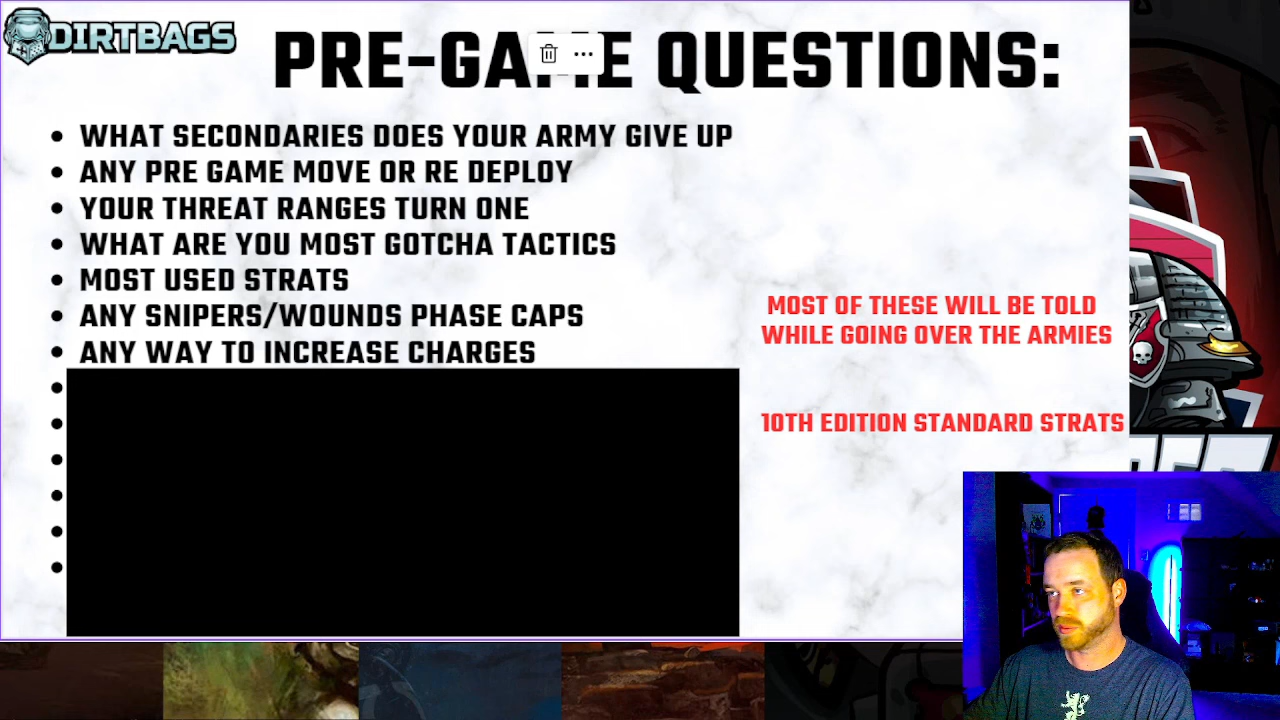 DIRTBAGS
PRE-GAME QUESTIONS:
WHAT SECONDARIES DOES YOUR ARMY GIVE UP
ANY PRE GAME MOVE OR RE DEPLOY
YOUR THREAT RANGES TURN ONE
WHAT ARE YOU MOST GOTCHA TACTICS
MOST USED STRATS
ANY SNIPERS/WOUNDS PHASE CAPS
ANY WAY TO INCREASE CHARGES
MOST OF THESE WILL BE TOLD
WHILE GOING OVER THE ARMIES
10TH EDITION STANDARD STRATS